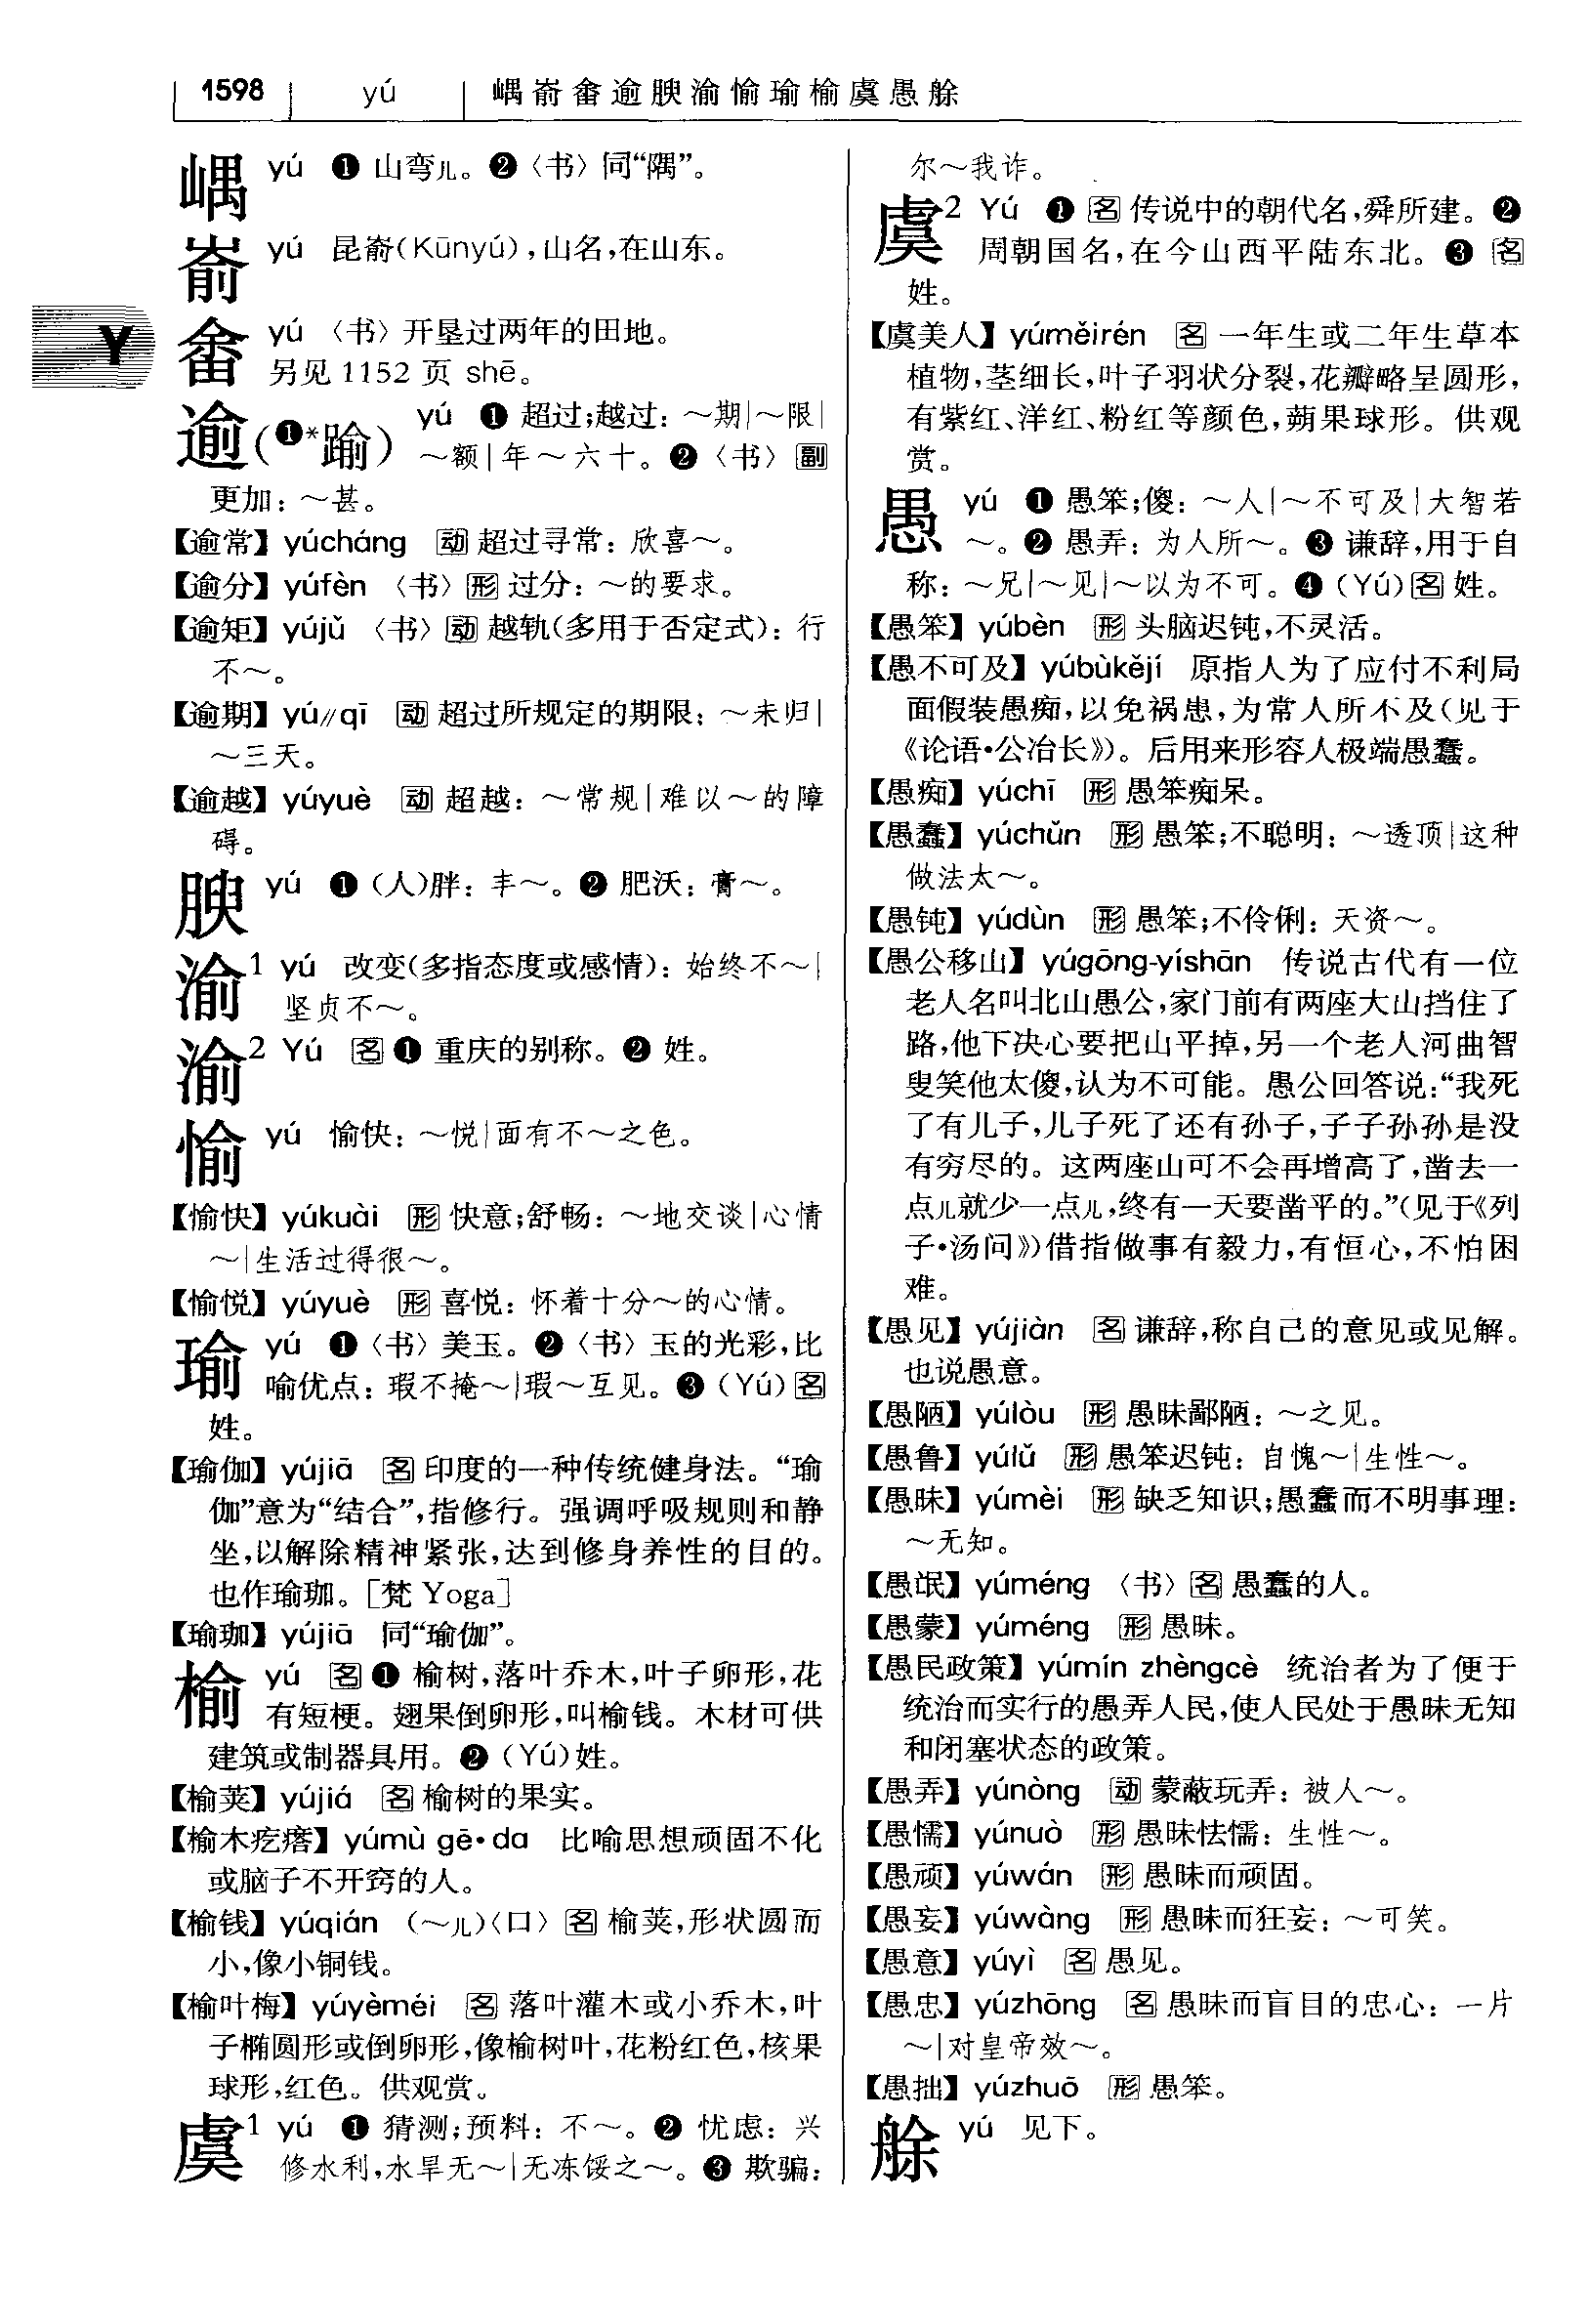 1598 yú 嵎嵛畬逾腴渝愉瑜榆虞愚艅
嵎 yú ❶ 山弯儿。❷〈书〉同“隅”。
嵛 yú 昆嵛(Kūnyú),山名,在山东。
Y
畬 yú 〈书〉开垦过两年的田地。
另见 1152 页 shē。
逾(❶*踰) yú ❶ 超过;越过:~期|~限|
~额|年~六十。❷〈书〉副
更加:~甚。
【逾常】yúcháng 动 超过寻常:欣喜~。
【逾分】yúfèn 〈书〉形 过分:~的要求。
【逾矩】yújǔ 〈书〉动 越轨(多用于否定式):行
不~。
【逾期】yú//qī 动 超过所规定的期限:~未归|
~三天。
【逾越】yúyuè 动 超越:~常规|难以~的障
碍。
腴 yú ❶ (人)胖:丰~。❷ 肥沃:膏~。
渝1 yú 改变(多指态度或感情):始终不~|
坚贞不~。
渝2 Yú 名 ❶ 重庆的别称。❷ 姓。
愉 yú 愉快:~悦|面有不~之色。
【愉快】yúkuài 形 快意;舒畅:~地交谈|心情
~|生活过得很~。
【愉悦】yúyuè 形 喜悦:怀着十分~的心情。
瑜 yú ❶〈书〉美玉。❷〈书〉玉的光彩,比
喻优点:瑕不掩~|瑕~互见。❸ (Yú)名
姓。
【瑜伽】yújiā 名 印度的一种传统健身法。“瑜
伽”意为“结合”,指修行。强调呼吸规则和静
坐,以解除精神紧张,达到修身养性的目的。
也作瑜珈。[梵 Yoga]
【瑜珈】yújiā 同“瑜伽”。
榆 yú 名 ❶ 榆树,落叶乔木,叶子卵形,花
有短梗。翅果倒卵形,叫榆钱。木材可供
建筑或制器具用。❷ (Yú)姓。
【榆荚】yújiá 名 榆树的果实。
【榆木疙瘩】yúmù gē·da 比喻思想顽固不化
或脑子不开窍的人。
【榆钱】yúqián (~儿)〈口〉名 榆荚,形状圆而
小,像小铜钱。
【榆叶梅】yúyèméi 名 落叶灌木或小乔木,叶
子椭圆形或倒卵形,像榆树叶,花粉红色,核果
球形,红色。供观赏。
虞1 yú ❶ 猜测;预料:不~。❷ 忧虑:兴
修水利,水旱无~|无冻馁之~。❸ 欺骗:
尔~我诈。
虞2 Yú ❶ 名 传说中的朝代名,舜所建。❷
周朝国名,在今山西平陆东北。❸ 名
姓。
【虞美人】yúměirén 名 一年生或二年生草本
植物,茎细长,叶子羽状分裂,花瓣略呈圆形,
有紫红、洋红、粉红等颜色,蒴果球形。供观
赏。
愚 yú ❶ 愚笨;傻:~人|~不可及|大智若
~。❷ 愚弄:为人所~。❸ 谦辞,用于自
称:~兄|~见|~以为不可。❹ (Yú)名 姓。
【愚笨】yúbèn 形 头脑迟钝,不灵活。
【愚不可及】yúbùkějí 原指人为了应付不利局
面假装愚痴,以免祸患,为常人所不及(见于
《论语·公冶长》)。后用来形容人极端愚蠢。
【愚痴】yúchī 形 愚笨痴呆。
【愚蠢】yúchǔn 形 愚笨;不聪明:~透顶|这种
做法太~。
【愚钝】yúdùn 形 愚笨;不伶俐:天资~。
【愚公移山】yúgōng-yíshān 传说古代有一位
老人名叫北山愚公,家门前有两座大山挡住了
路,他下决心要把山平掉,另一个老人河曲智
叟笑他太傻,认为不可能。愚公回答说:“我死
了有儿子,儿子死了还有孙子,子子孙孙是没
有穷尽的。这两座山可不会再增高了,凿去一
点儿就少一点儿,终有一天要凿平的。”(见于《列
子·汤问》)借指做事有毅力,有恒心,不怕困
难。
【愚见】yújiàn 名 谦辞,称自己的意见或见解。
也说愚意。
【愚陋】yúlòu 形 愚昧鄙陋:~之见。
【愚鲁】yúlǔ 形 愚笨迟钝:自愧~|生性~。
【愚昧】yúmèi 形 缺乏知识;愚蠢而不明事理:
~无知。
【愚氓】yúméng 〈书〉名 愚蠢的人。
【愚蒙】yúméng 形 愚昧。
【愚民政策】yúmín zhèngcè 统治者为了便于
统治而实行的愚弄人民,使人民处于愚昧无知
和闭塞状态的政策。
【愚弄】yúnòng 动 蒙蔽玩弄:被人~。
【愚懦】yúnuò 形 愚昧怯懦:生性~。
【愚顽】yúwán 形 愚昧而顽固。
【愚妄】yúwàng 形 愚昧而狂妄:~可笑。
【愚意】yúyì 名 愚见。
【愚忠】yúzhōng 名 愚昧而盲目的忠心:一片
~|对皇帝效~。
【愚拙】yúzhuō 形 愚笨。
艅 yú 见下。